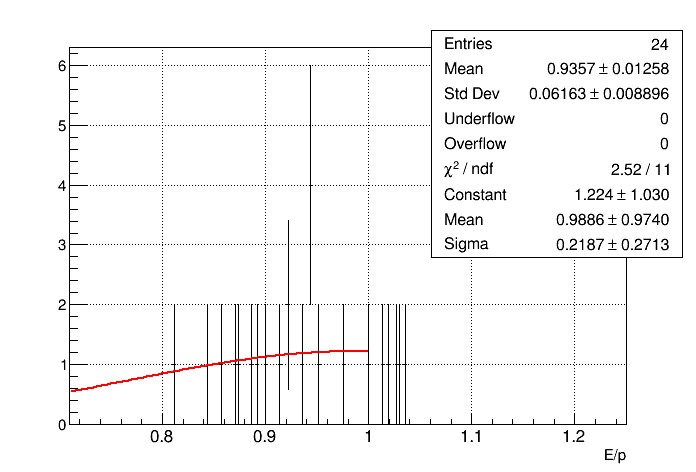 Entries 24
Mean 0.9357 ± 0.01258
Std Dev 0.06163 ± 0.008896
Underflow 0
Overflow 0
χ² / ndf 2.52 / 11
Constant 1.224 ± 1.030
Mean 0.9886 ± 0.9740
Sigma 0.2187 ± 0.2713
6
5
4
3
2
1
0
0.8 0.9 1 1.1 1.2
E/p